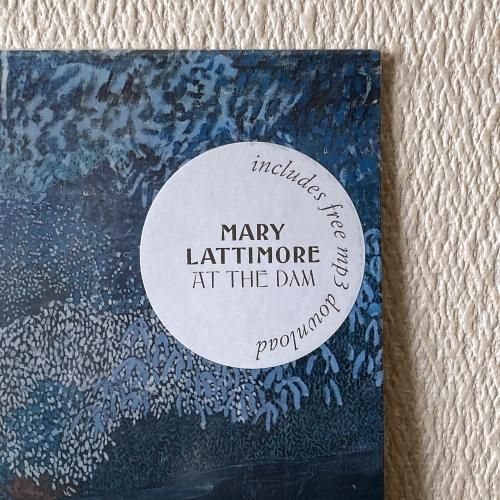 MARY
LATTIMORE
AT THE DAM
includes free mp3 download